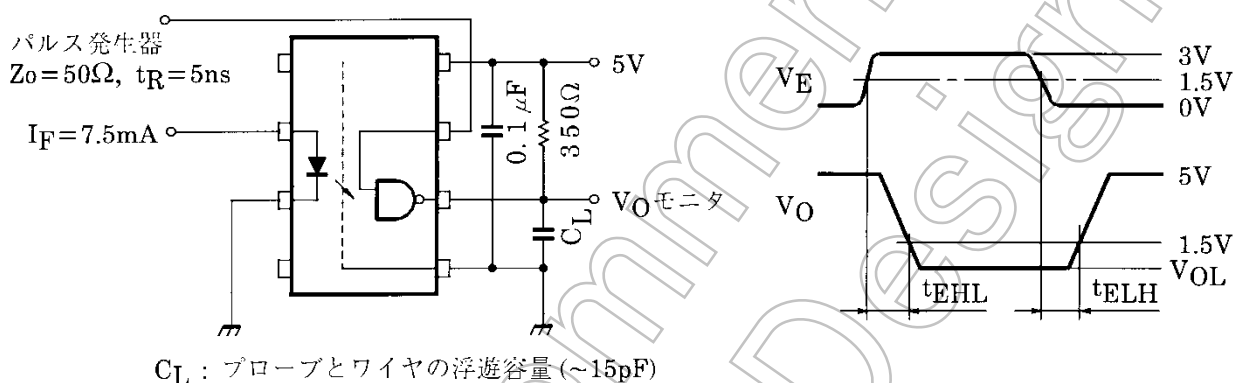 パルス発生器
Zo=50Ω, tR=5ns
IF=7.5mA
5V
0.1μF
350Ω
VOモニタ
CL
CL : プローブとワイヤの浮遊容量 (~15pF)
VE
3V
1.5V
0V
VO
5V
1.5V
VOL
tEHL
tELH
ommen
Design